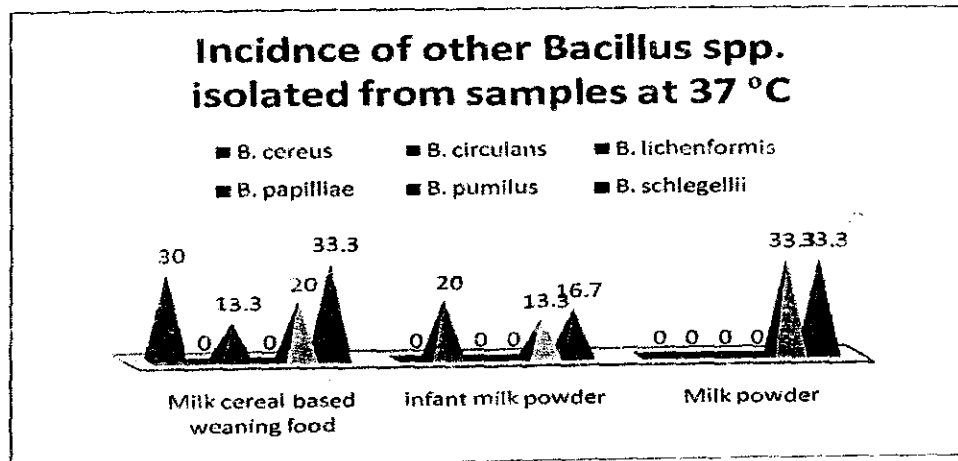 Incidnce of other Bacillus spp.
isolated from samples at 37 °C
B. cereus B. circulans B. lichenformis
B. papilliae B. pumilus B. schlegellii
30 0 13.3 0 20 33.3 0 20 0 0 13.3 16.7 0 0 0 0 33.3 33.3
Milk cereal based infant milk powder Milk powder
weaning food